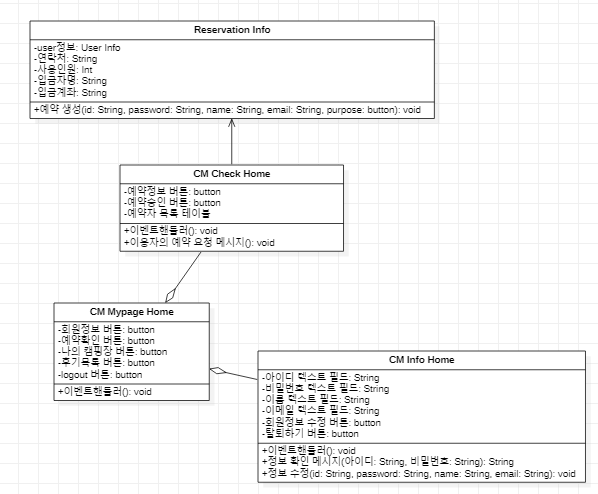 Reservation Info
-user정보: User Info
-연락처: String
-사용인원: Int
-입금자명: String
-입금계좌: String
+예약 생성(id: String, password: String, name: String, email: String, purpose: button): void
CM Check Home
-예약정보 버튼: button
-예약승인 버튼: button
-예약자 목록 테이블
+이벤트핸들러(): void
+이용자의 예약 요청 메시지(): void
CM Mypage Home
-회원정보 버튼: button
-예약확인 버튼: button
-나의 캠핑장 버튼: button
-후기목록 버튼: button
-logout 버튼: button
+이벤트핸들러(): void
CM Info Home
-아이디 텍스트 필드: String
-비밀번호 텍스트 필드: String
-이름 텍스트 필드: String
-이메일 텍스트 필드: String
-회원정보 수정 버튼: button
-탈퇴하기 버튼: button
+이벤트핸들러(): void
+정보 확인 메시지(아이디: String, 비밀번호: String): String
+정보 수정(id: String, password: String, name: String, email: String): void